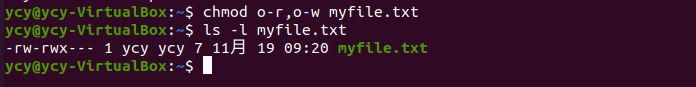 ycy@ycy-VirtualBox:~$ chmod o-r,o-w myfile.txt
ycy@ycy-VirtualBox:~$ ls -l myfile.txt
-rw-rwx--- 1 ycy ycy 7 11月 19 09:20 myfile.txt
ycy@ycy-VirtualBox:~$